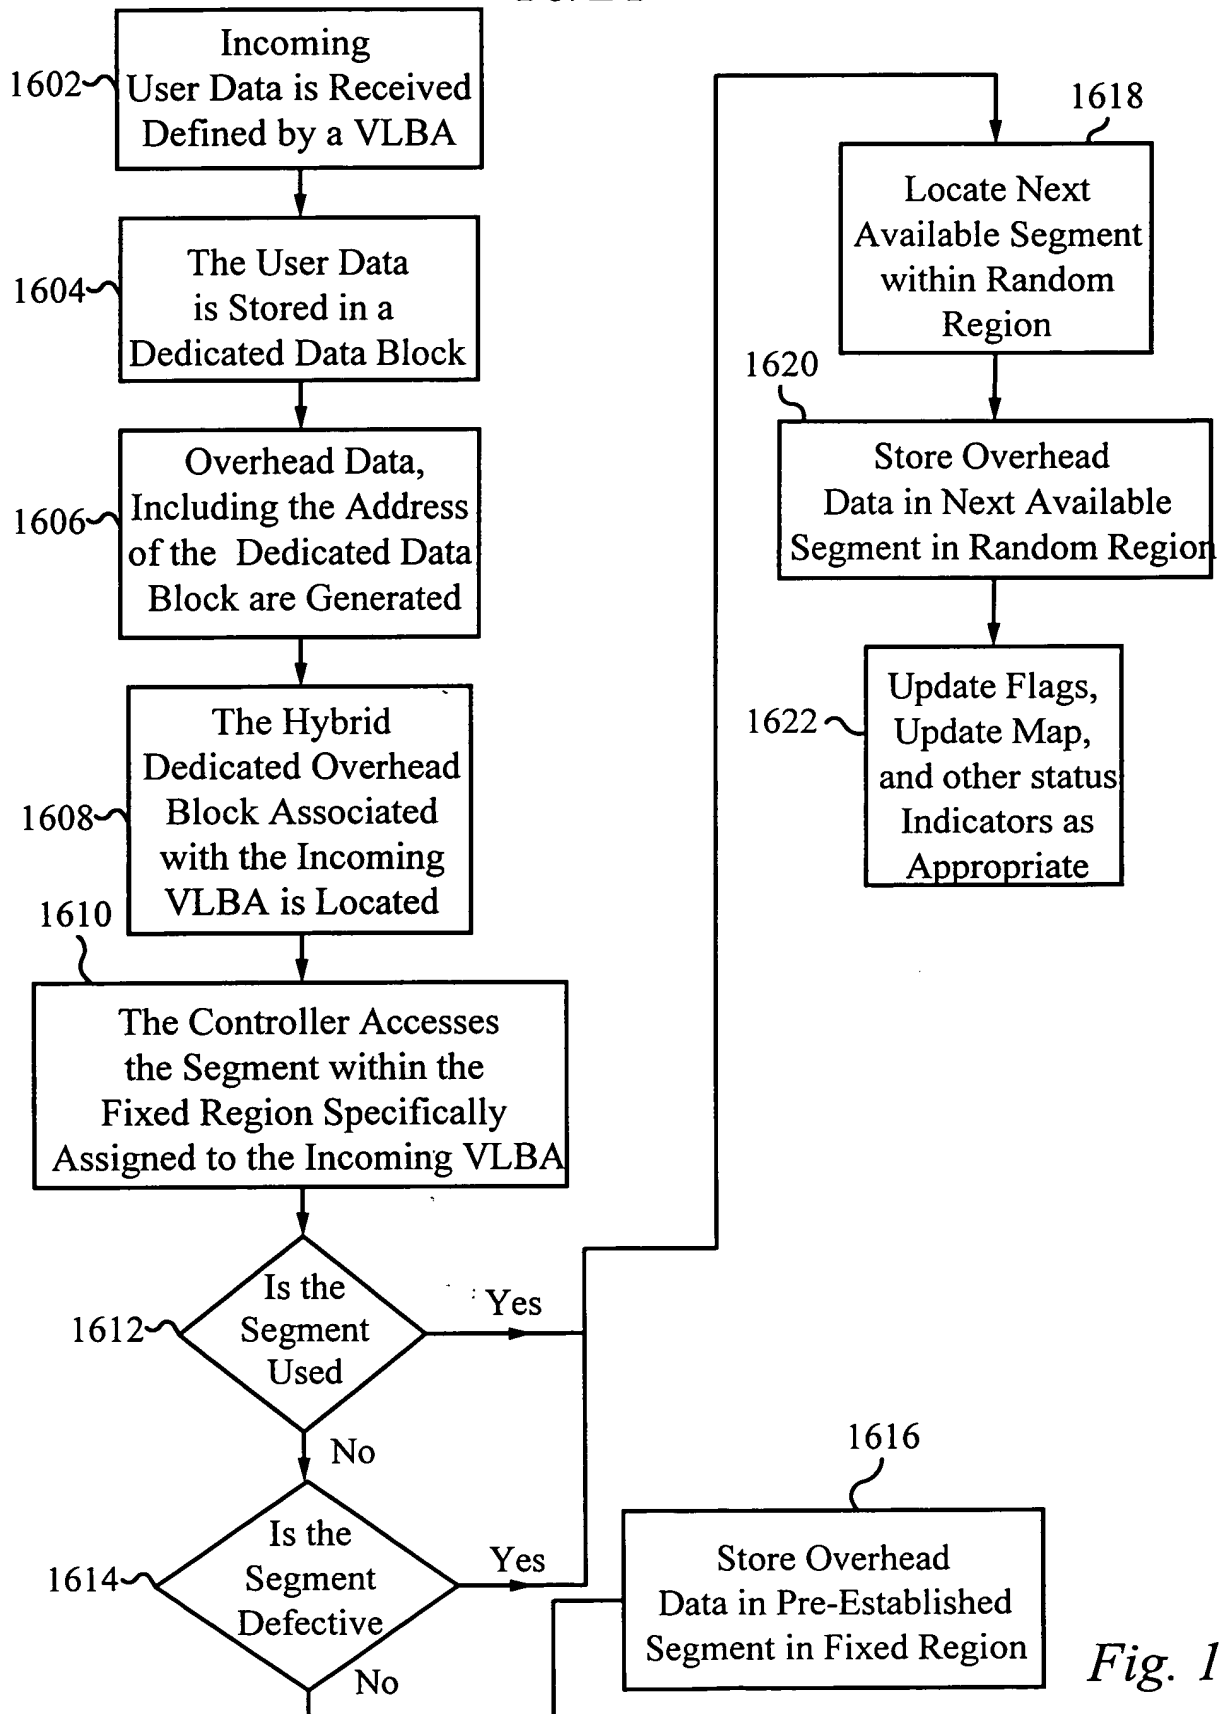 1602
Incoming
User Data is Received
Defined by a VLBA
1604
The User Data
is Stored in a
Dedicated Data Block
1606
Overhead Data,
Including the Address
of the Dedicated Data
Block are Generated
1608
The Hybrid
Dedicated Overhead
Block Associated
with the Incoming
VLBA is Located
1610
The Controller Accesses
the Segment within the
Fixed Region Specifically
Assigned to the Incoming VLBA
1612
Is the
Segment
Used
Yes
No
1614
Is the
Segment
Defective
Yes
No
1616
Store Overhead
Data in Pre-Established
Segment in Fixed Region
1618
Locate Next
Available Segment
within Random
Region
1620
Store Overhead
Data in Next Available
Segment in Random Region
1622
Update Flags,
Update Map,
and other status
Indicators as
Appropriate
Fig. 1